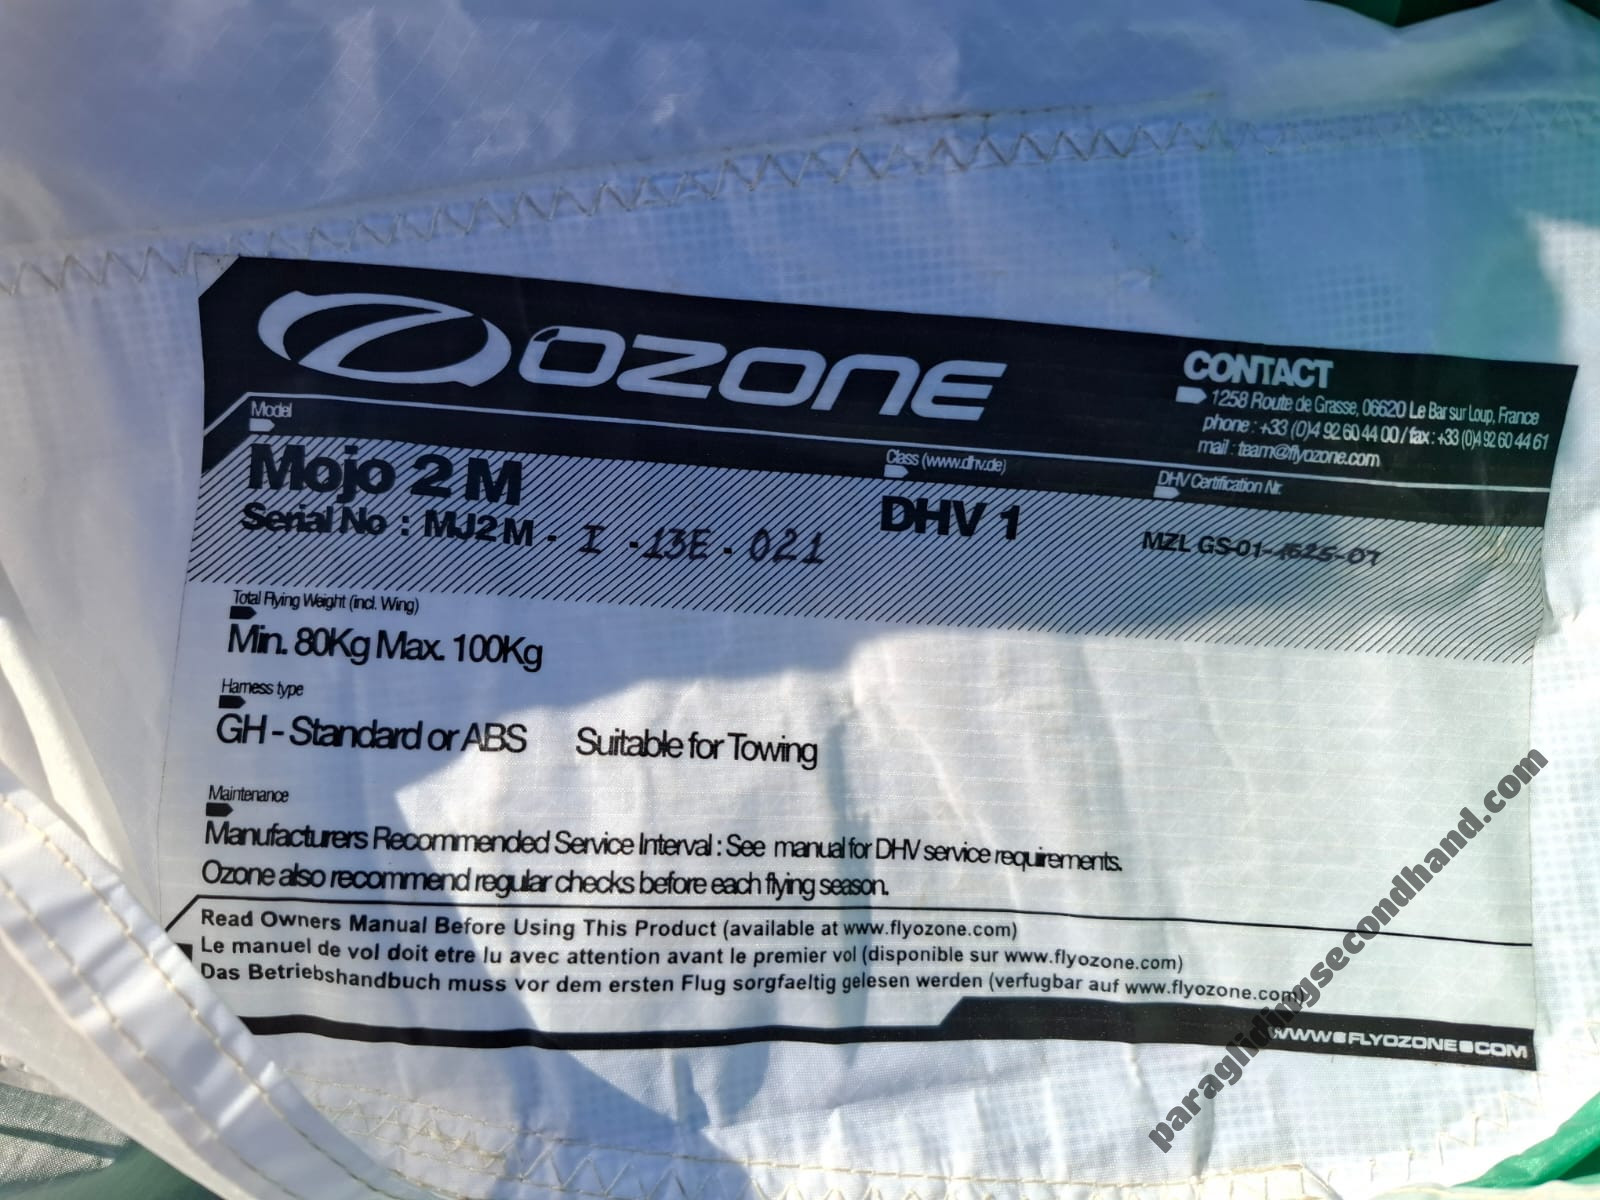 OZONE
CONTACT
1258 Route de Grasse, 06620 Le Bar sur Loup, France
phone : +33 (0)4 92 60 44 00 / fax : +33 (0)4 92 60 44 61
mail : team@flyozone.com
Model
Mojo 2 M
Serial No : MJ2 M - I - 13E - 021
Class (www.dhv.de)
DHV 1
DHV Certification Nr.
MZL GS-01-1625-07
Total Flying Weight (incl. Wing)
Min. 80Kg Max. 100Kg
Harness type
GH - Standard or ABS Suitable for Towing
Maintenance
Manufacturers Recommended Service Interval : See manual for DHV service requirements.
Ozone also recommend regular checks before each flying season.
Read Owners Manual Before Using This Product (available at www.flyozone.com)
Le manuel de vol doit etre lu avec attention avant le premier vol (disponible sur www.flyozone.com)
Das Betriebshandbuch muss vor dem ersten Flug sorgfaeltig gelesen werden (verfugbar auf www.flyozone.com)
WWW.FLYOZONE.COM
paraglidingsecondhand.com